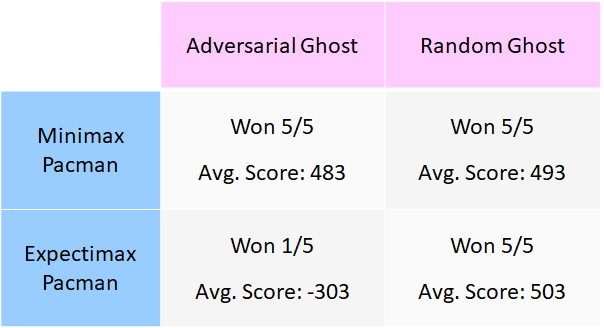 Adversarial Ghost
Random Ghost
Minimax
Pacman
Won 5/5
Avg. Score: 483
Won 5/5
Avg. Score: 493
Expectimax
Pacman
Won 1/5
Avg. Score: -303
Won 5/5
Avg. Score: 503